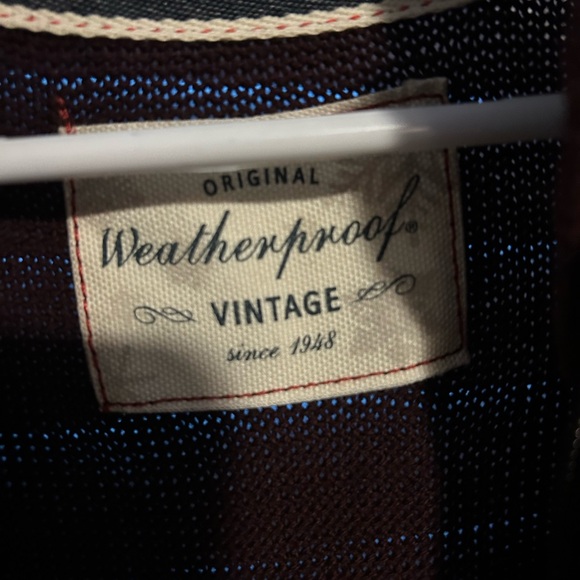 ORIGINAL
Weatherproof®
VINTAGE
since 1948